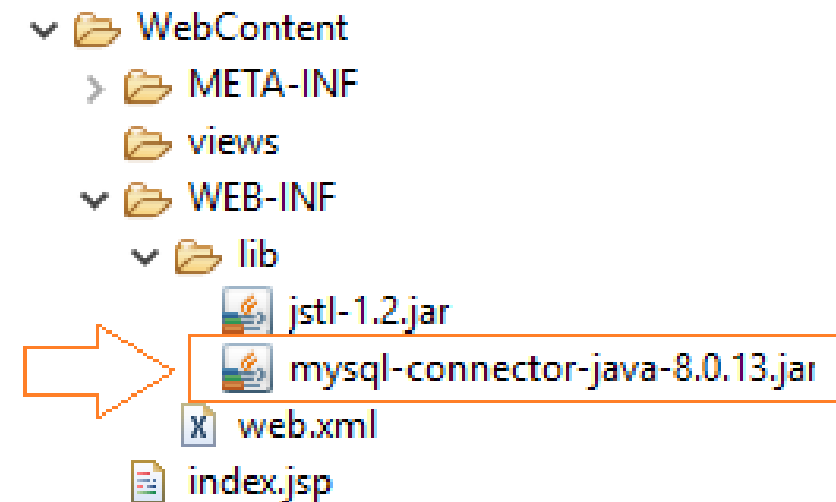 WebContent
META-INF
views
WEB-INF
lib
jstl-1.2.jar
mysql-connector-java-8.0.13.jar
web.xml
index.jsp